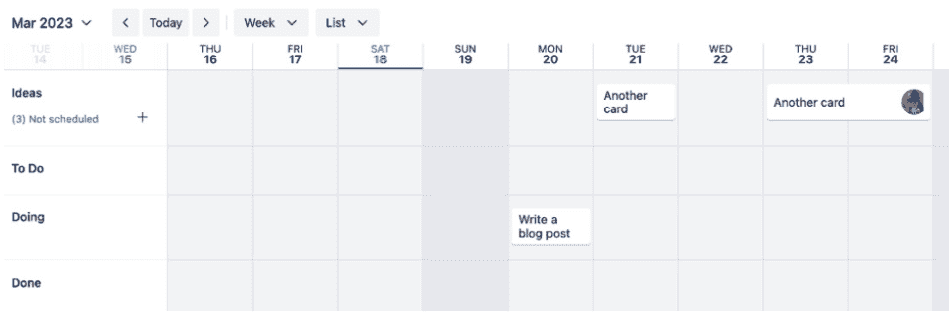 Mar 2023 Today Week List
TUE WED THU FRI SAT SUN MON TUE WED THU FRI
14 15 16 17 18 19 20 21 22 23 24
Ideas
(3) Not scheduled +
Another
card
Another card
To Do
Doing
Write a
blog post
Done